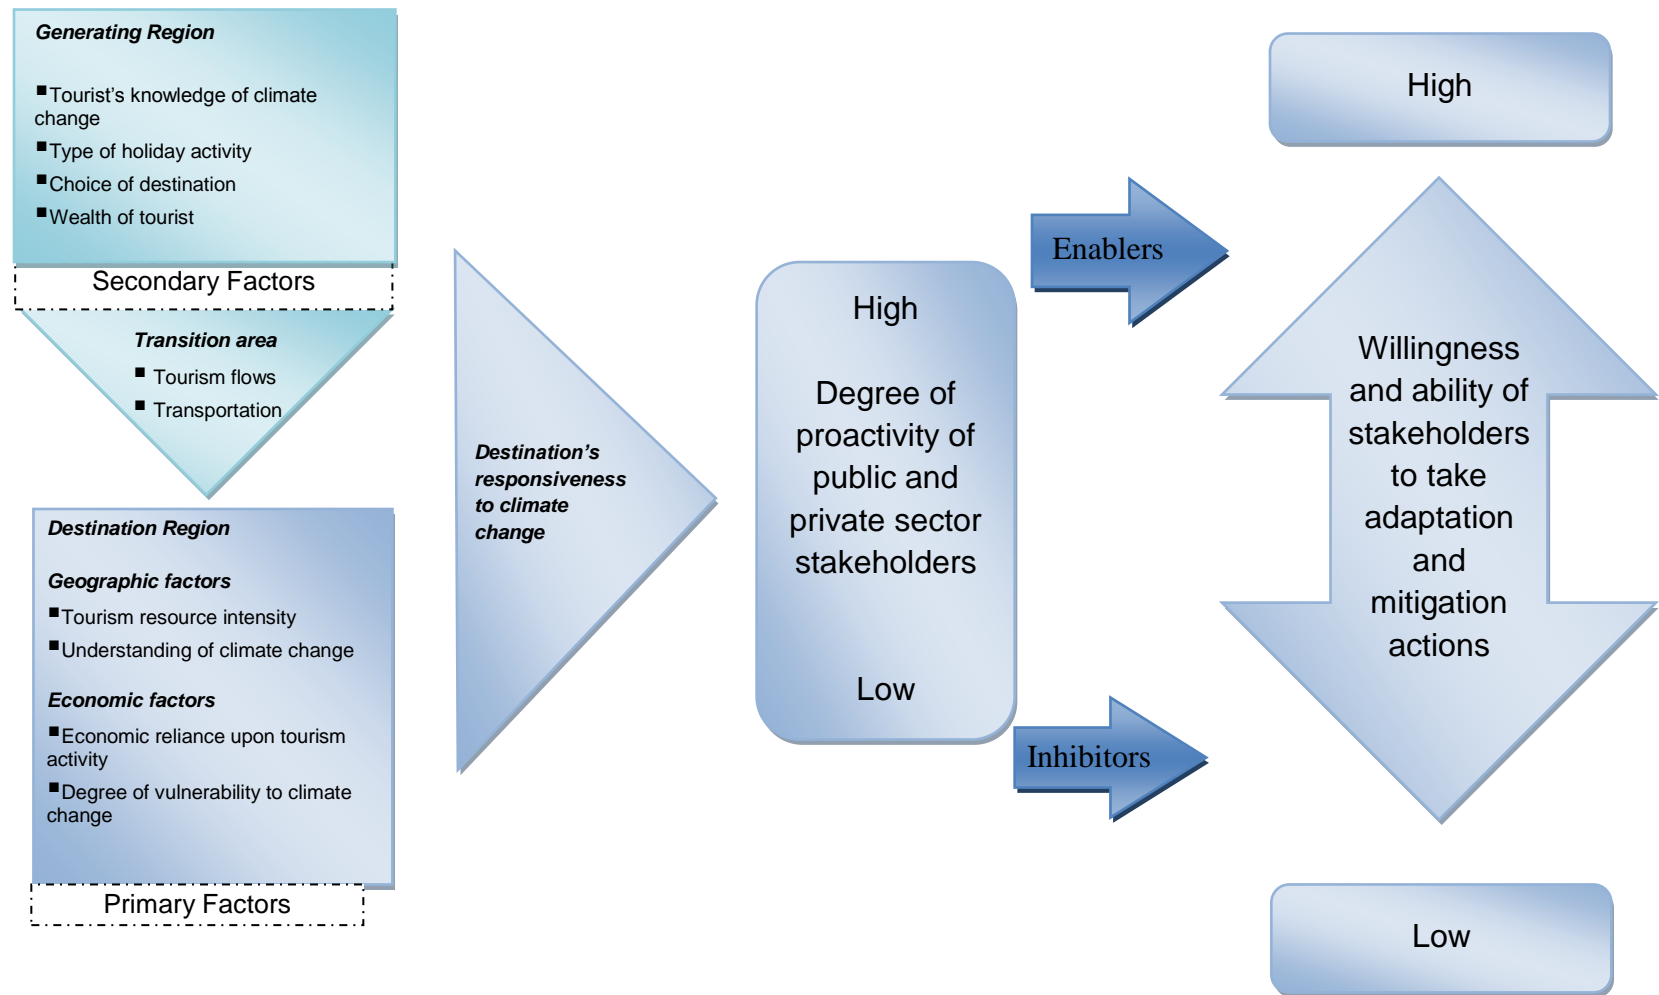 Generating Region
▪Tourist’s knowledge of climate
change
▪Type of holiday activity
▪Choice of destination
▪Wealth of tourist
Secondary Factors
Transition area
▪ Tourism flows
▪ Transportation
Destination Region
Geographic factors
▪Tourism resource intensity
▪Understanding of climate change
Economic factors
▪Economic reliance upon tourism
activity
▪Degree of vulnerability to climate
change
Primary Factors
Destination’s
responsiveness
to climate
change
High
Degree of
proactivity of
public and
private sector
stakeholders
Low
Enablers
Inhibitors
High
Willingness
and ability of
stakeholders
to take
adaptation
and
mitigation
actions
Low